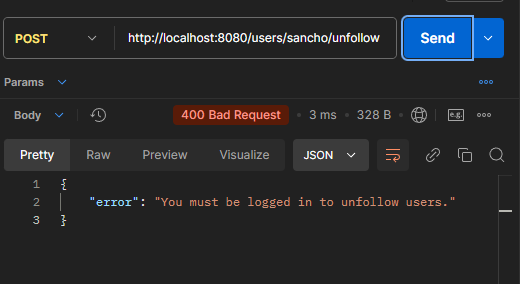 POST http://localhost:8080/users/sancho/unfollow Send
Params
Body 400 Bad Request • 3 ms • 328 B e.g.
Pretty Raw Preview Visualize JSON
1 {
2 "error": "You must be logged in to unfollow users."
3 }